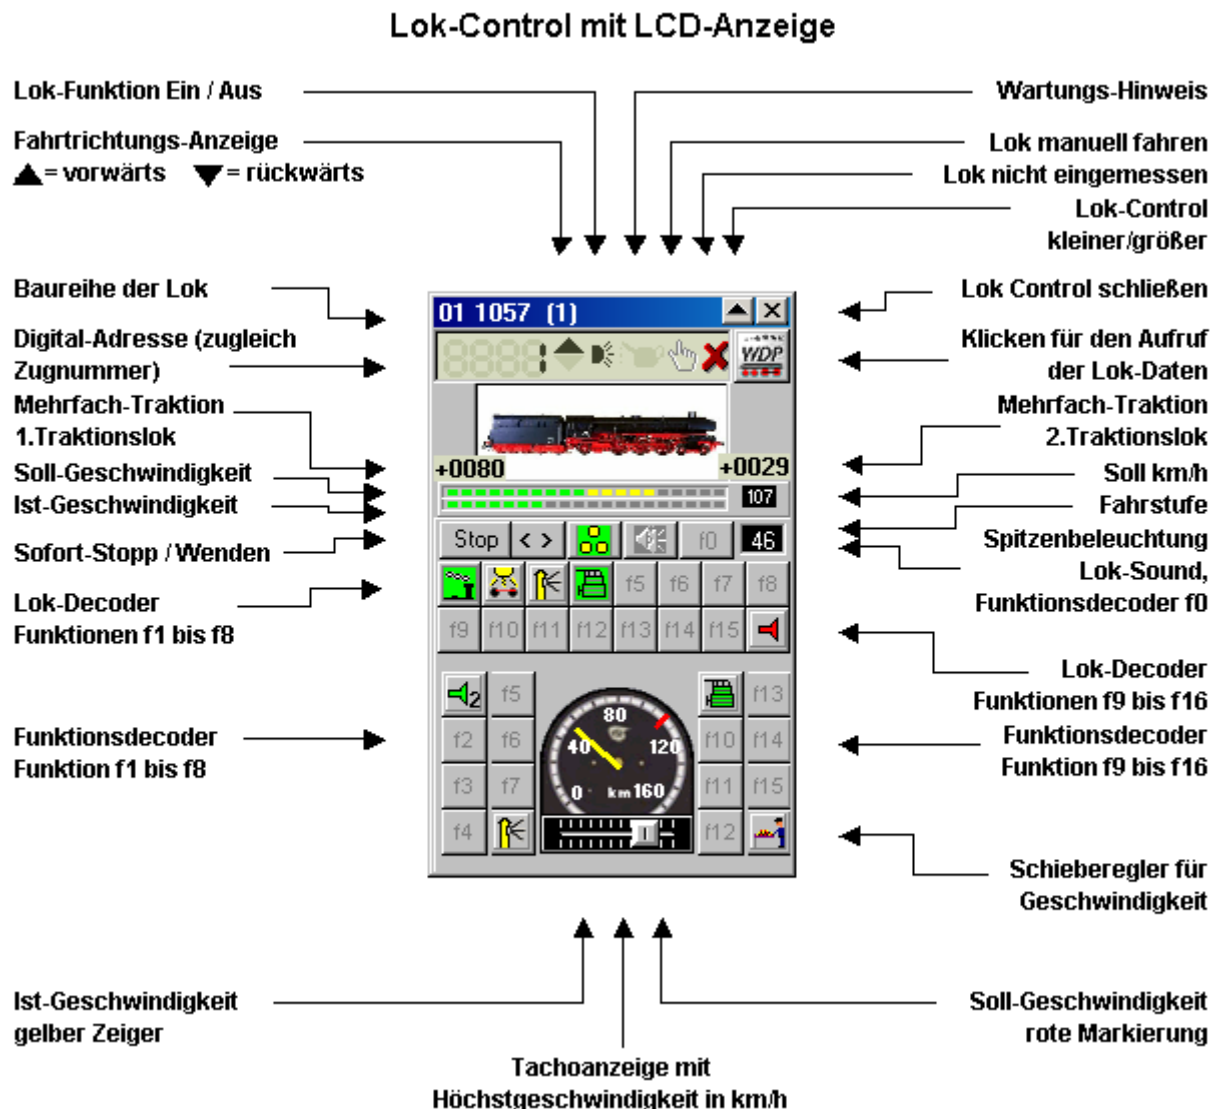 Lok-Control mit LCD-Anzeige
Lok-Funktion Ein / Aus
Fahrtrichtungs-Anzeige
▲= vorwärts ▼= rückwärts
Wartungs-Hinweis
Lok manuell fahren
Lok nicht eingemessen
Lok-Control
kleiner/größer
Baureihe der Lok
Digital-Adresse (zugleich
Zugnummer)
Mehrfach-Traktion
1.Traktionslok
Soll-Geschwindigkeit
Ist-Geschwindigkeit
Sofort-Stopp / Wenden
Lok-Decoder
Funktionen f1 bis f8
Funktionsdecoder
Funktion f1 bis f8
01 1057 (1)
1
WDP
+0080 +0029
107
Stop < > f0 46
f5 f6 f7 f8
f9 f10 f11 f12 f13 f14 f15
2 f5 f13
f2 f6 f10 f14
f3 f7 f11 f15
f4 f12
80
40 120
0 km 160
Lok Control schließen
Klicken für den Aufruf
der Lok-Daten
Mehrfach-Traktion
2.Traktionslok
Soll km/h
Fahrstufe
Spitzenbeleuchtung
Lok-Sound,
Funktionsdecoder f0
Lok-Decoder
Funktionen f9 bis f16
Funktionsdecoder
Funktion f9 bis f16
Schieberegler für
Geschwindigkeit
Ist-Geschwindigkeit
gelber Zeiger
Tachoanzeige mit
Höchstgeschwindigkeit in km/h
Soll-Geschwindigkeit
rote Markierung